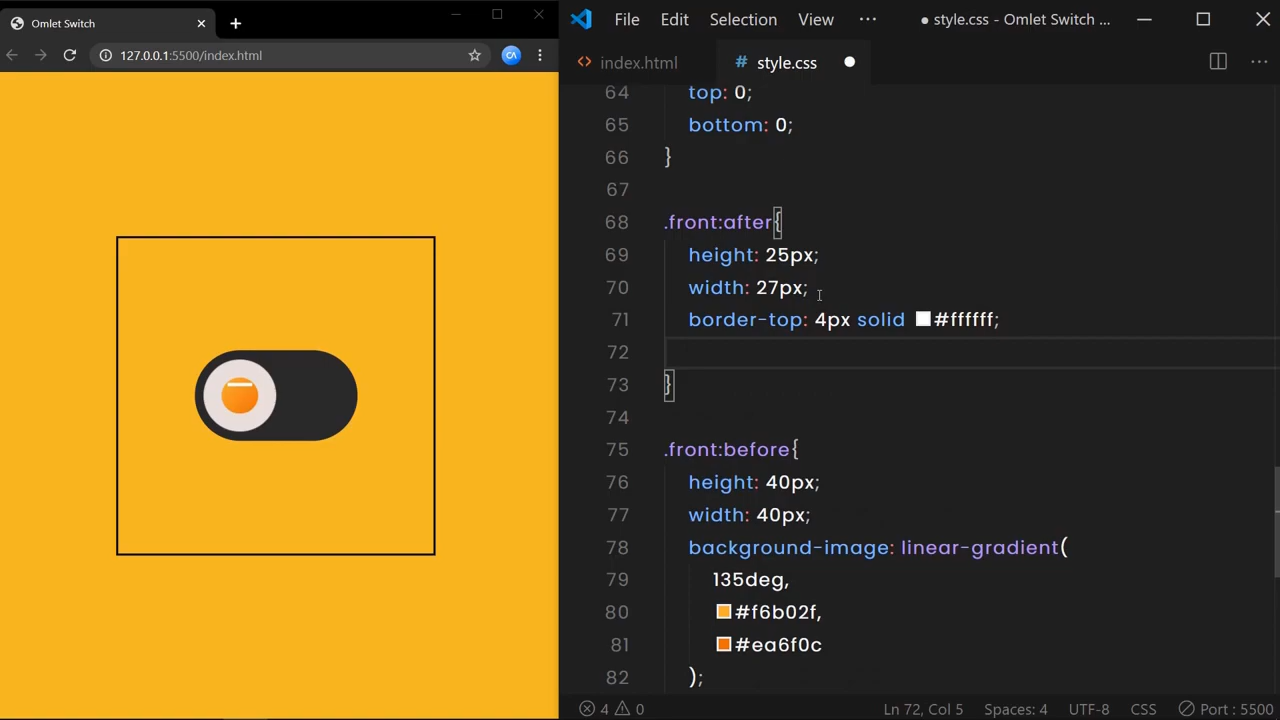 Omlet Switch
127.0.0.1:5500/index.html
File Edit Selection View ··· ● style.css - Omlet Switch ...
<> index.html # style.css ●
64 top: 0;
65 bottom: 0;
66 }
67
68 .front:after{
69 height: 25px;
70 width: 27px;
71 border-top: 4px solid #ffffff;
72
73 }
74
75 .front:before{
76 height: 40px;
77 width: 40px;
78 background-image: linear-gradient(
79 135deg,
80 #f6b02f,
81 #ea6f0c
82 );
4 0 Ln 72, Col 5 Spaces: 4 UTF-8 CSS Port : 5500